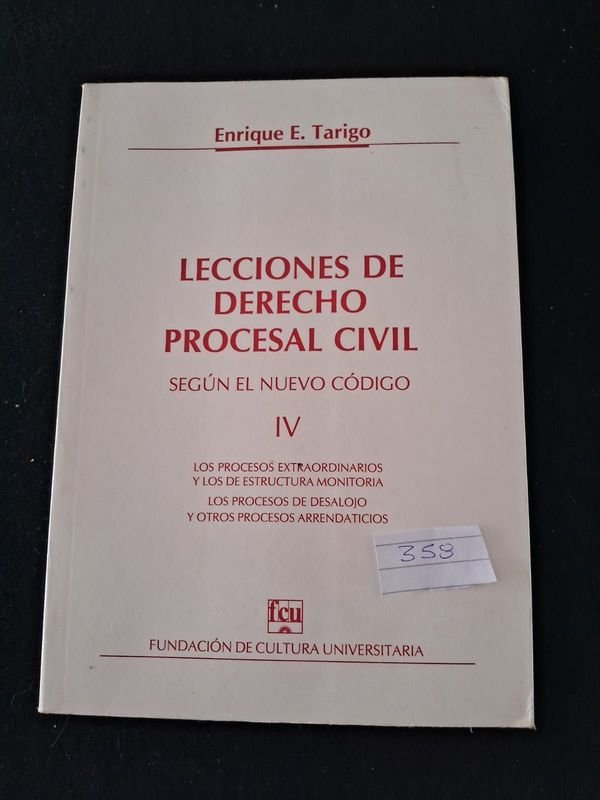 Enrique E. Tarigo
LECCIONES DE
DERECHO
PROCESAL CIVIL
SEGÚN EL NUEVO CÓDIGO
IV
LOS PROCESOS EXTRAORDINARIOS
Y LOS DE ESTRUCTURA MONITORIA
LOS PROCESOS DE DESALOJO
Y OTROS PROCESOS ARRENDATICIOS
359
fcu
FUNDACIÓN DE CULTURA UNIVERSITARIA